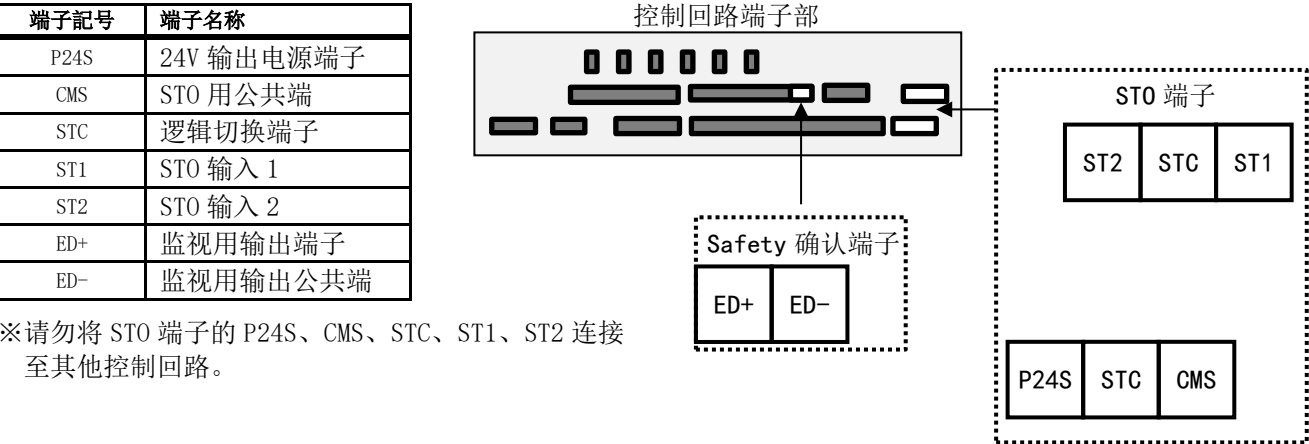 端子記号 端子名称
P24S 24V 输出电源端子
CMS STO 用公共端
STC 逻辑切换端子
ST1 STO 输入 1
ST2 STO 输入 2
ED+ 监视用输出端子
ED- 监视用输出公共端
※请勿将 STO 端子的 P24S、CMS、STC、ST1、ST2 连接
至其他控制回路。
控制回路端子部
STO 端子
ST2 STC ST1
Safety 确认端子
ED+ ED-
P24S STC CMS